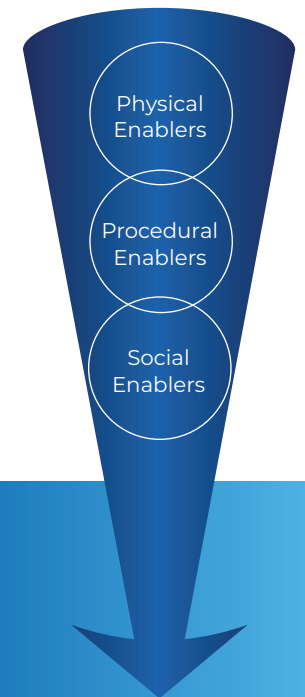 Physical
Enablers
Procedural
Enablers
Social
Enablers